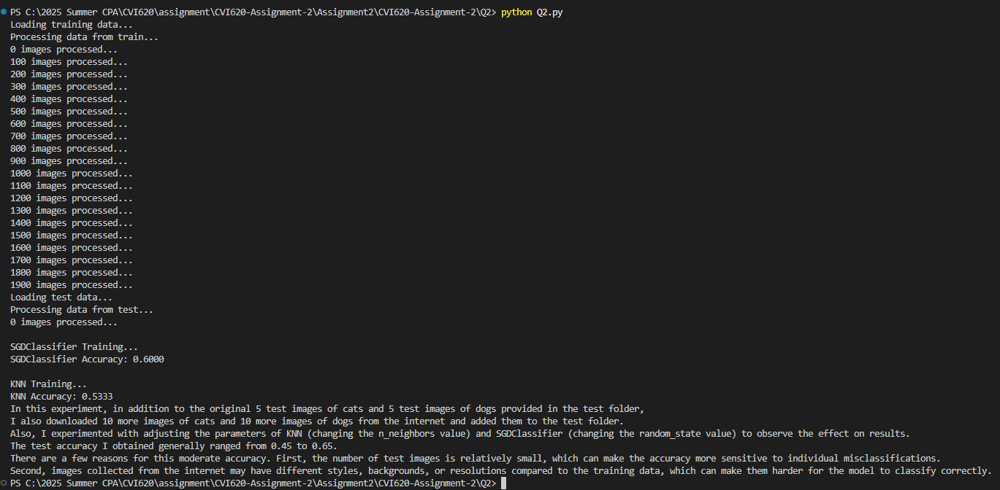 PS C:\2025 Summer CPA\CVI620\assignment\CVI620-Assignment-2\Assignment2\CVI620-Assignment-2\Q2> python Q2.py
Loading training data...
Processing data from train...
0 images processed...
100 images processed...
200 images processed...
300 images processed...
400 images processed...
500 images processed...
600 images processed...
700 images processed...
800 images processed...
900 images processed...
1000 images processed...
1100 images processed...
1200 images processed...
1300 images processed...
1400 images processed...
1500 images processed...
1600 images processed...
1700 images processed...
1800 images processed...
1900 images processed...
Loading test data...
Processing data from test...
0 images processed...
SGDClassifier Training...
SGDClassifier Accuracy: 0.6000
KNN Training...
KNN Accuracy: 0.5333
In this experiment, in addition to the original 5 test images of cats and 5 test images of dogs provided in the test folder,
I also downloaded 10 more images of cats and 10 more images of dogs from the internet and added them to the test folder.
Also, I experimented with adjusting the parameters of KNN (changing the n_neighbors value) and SGDClassifier (changing the random_state value) to observe the effect on results.
The test accuracy I obtained generally ranged from 0.45 to 0.65.
There are a few reasons for this moderate accuracy. First, the number of test images is relatively small, which can make the accuracy more sensitive to individual misclassifications.
Second, images collected from the internet may have different styles, backgrounds, or resolutions compared to the training data, which can make them harder for the model to classify correctly.
PS C:\2025 Summer CPA\CVI620\assignment\CVI620-Assignment-2\Assignment2\CVI620-Assignment-2\Q2>